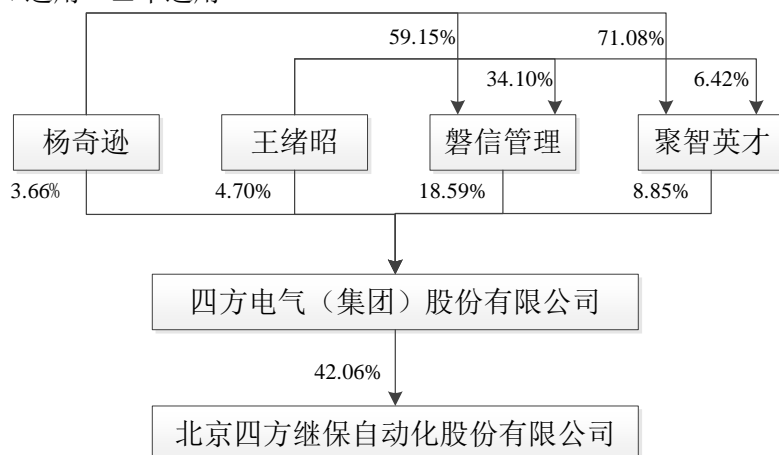 59.15%
71.08%
34.10%
6.42%
杨奇逊
王绪昭
磐信管理
聚智英才
3.66%
4.70%
18.59%
8.85%
四方电气（集团）股份有限公司
42.06%
北京四方继保自动化股份有限公司